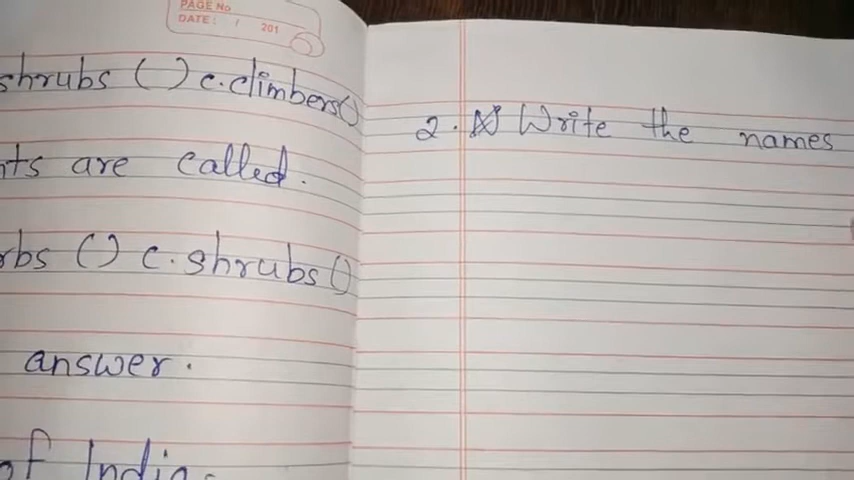 PAGE No
DATE: / 201
shrubs ( ) c. climbers ( )
nts are called.
rbs ( ) c. shrubs ( )
answer.
of India
2. Write the names